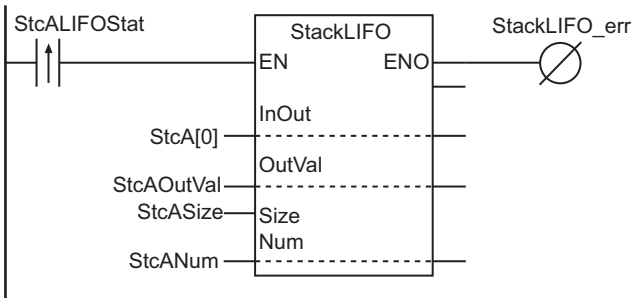 StcALIFOStat
StackLIFO
StackLIFO_err
EN
ENO
InOut
StcA[0]
OutVal
StcAOutVal
StcASize
Size
Num
StcANum